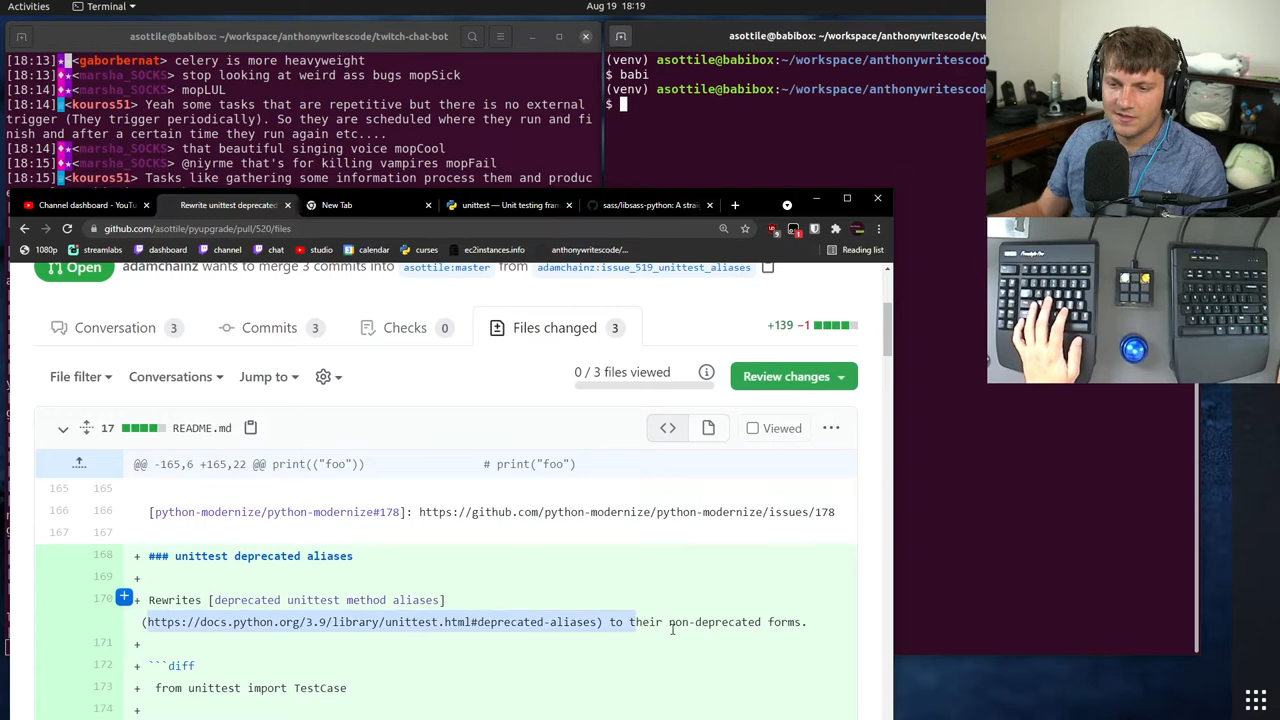 Activities
Terminal
Aug 19 18:19
asottile@babibox: ~/workspace/anthonywritescode/twitch-chat-bot
[18:13]★ <gaborbernat> celery is more heavyweight
[18:13] <marsha_SOCKS> stop looking at weird ass bugs mopSick
[18:14] <marsha_SOCKS> mopLUL
[18:14] <kouros51> Yeah some tasks that are repetitive but there is no external
trigger (They trigger periodically). So they are scheduled where they run and fi
nish and after a certain time they run again etc....
[18:14] <marsha_SOCKS> that beautiful singing voice mopCool
[18:15] <marsha_SOCKS> @niyrme that's for killing vampires mopFail
[18:15] <kouros51> Tasks like gathering some information process them and produc
asottile@babibox: ~/workspace/anthonywritescode/tw
(venv) asottile@babibox:~/workspace/anthonywritescod
$ babi
(venv) asottile@babibox:~/workspace/anthonywritescod
$
Channel dashboard - YouTu
Rewrite unittest deprecated
New Tab
unittest — Unit testing fram
sass/libsass-python: A strai
github.com/asottile/pyupgrade/pull/520/files
1080p
streamlabs
dashboard
channel
chat
studio
calendar
curses
ec2instances.info
anthonywritescode/...
Reading list
Open
adamchainz wants to merge 3 commits into asottile:master from adamchainz:issue_519_unittest_aliases
Conversation 3
Commits 3
Checks 0
Files changed 3
+139 −1
File filter
Conversations
Jump to
0 / 3 files viewed
Review changes
17
README.md
Viewed
@@ -165,6 +165,22 @@ print(("foo")) # print("foo")
165 165
166 166 [python-modernize/python-modernize#178]: https://github.com/python-modernize/python-modernize/issues/178
167 167
168 + ### unittest deprecated aliases
169 +
170 + Rewrites [deprecated unittest method aliases]
(https://docs.python.org/3.9/library/unittest.html#deprecated-aliases) to their non-deprecated forms.
171 +
172 + ```diff
173 + from unittest import TestCase
174 +